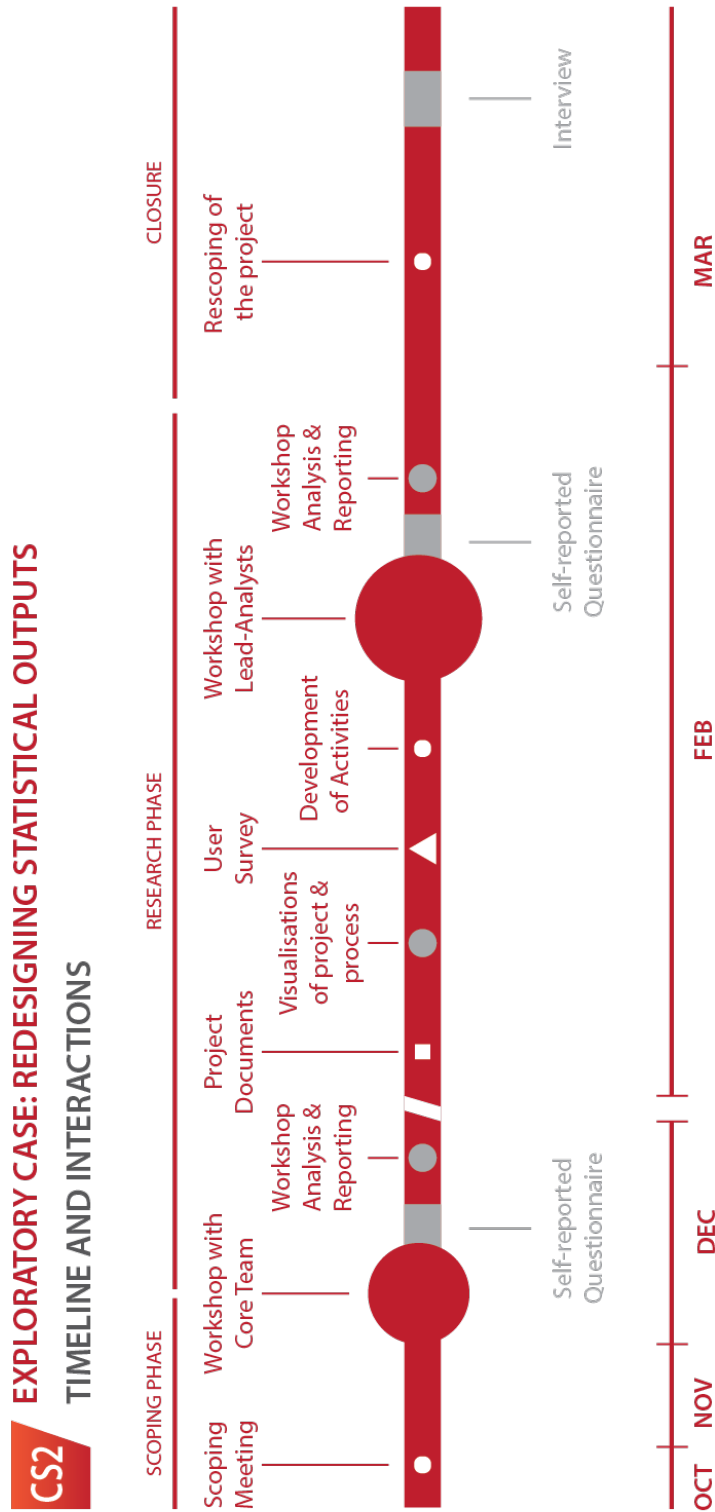 CS2
EXPLORATORY CASE: REDESIGNING STATISTICAL OUTPUTS
TIMELINE AND INTERACTIONS
SCOPING PHASE
RESEARCH PHASE
CLOSURE
Scoping
Meeting
Workshop with
Core Team
Workshop
Analysis &
Reporting
Project
Documents
Visualisations
of project &
process
User
Survey
Development
of Activities
Workshop with
Lead-Analysts
Workshop
Analysis &
Reporting
Rescoping of
the project
Self-reported
Questionnaire
Self-reported
Questionnaire
Interview
OCT
NOV
DEC
FEB
MAR